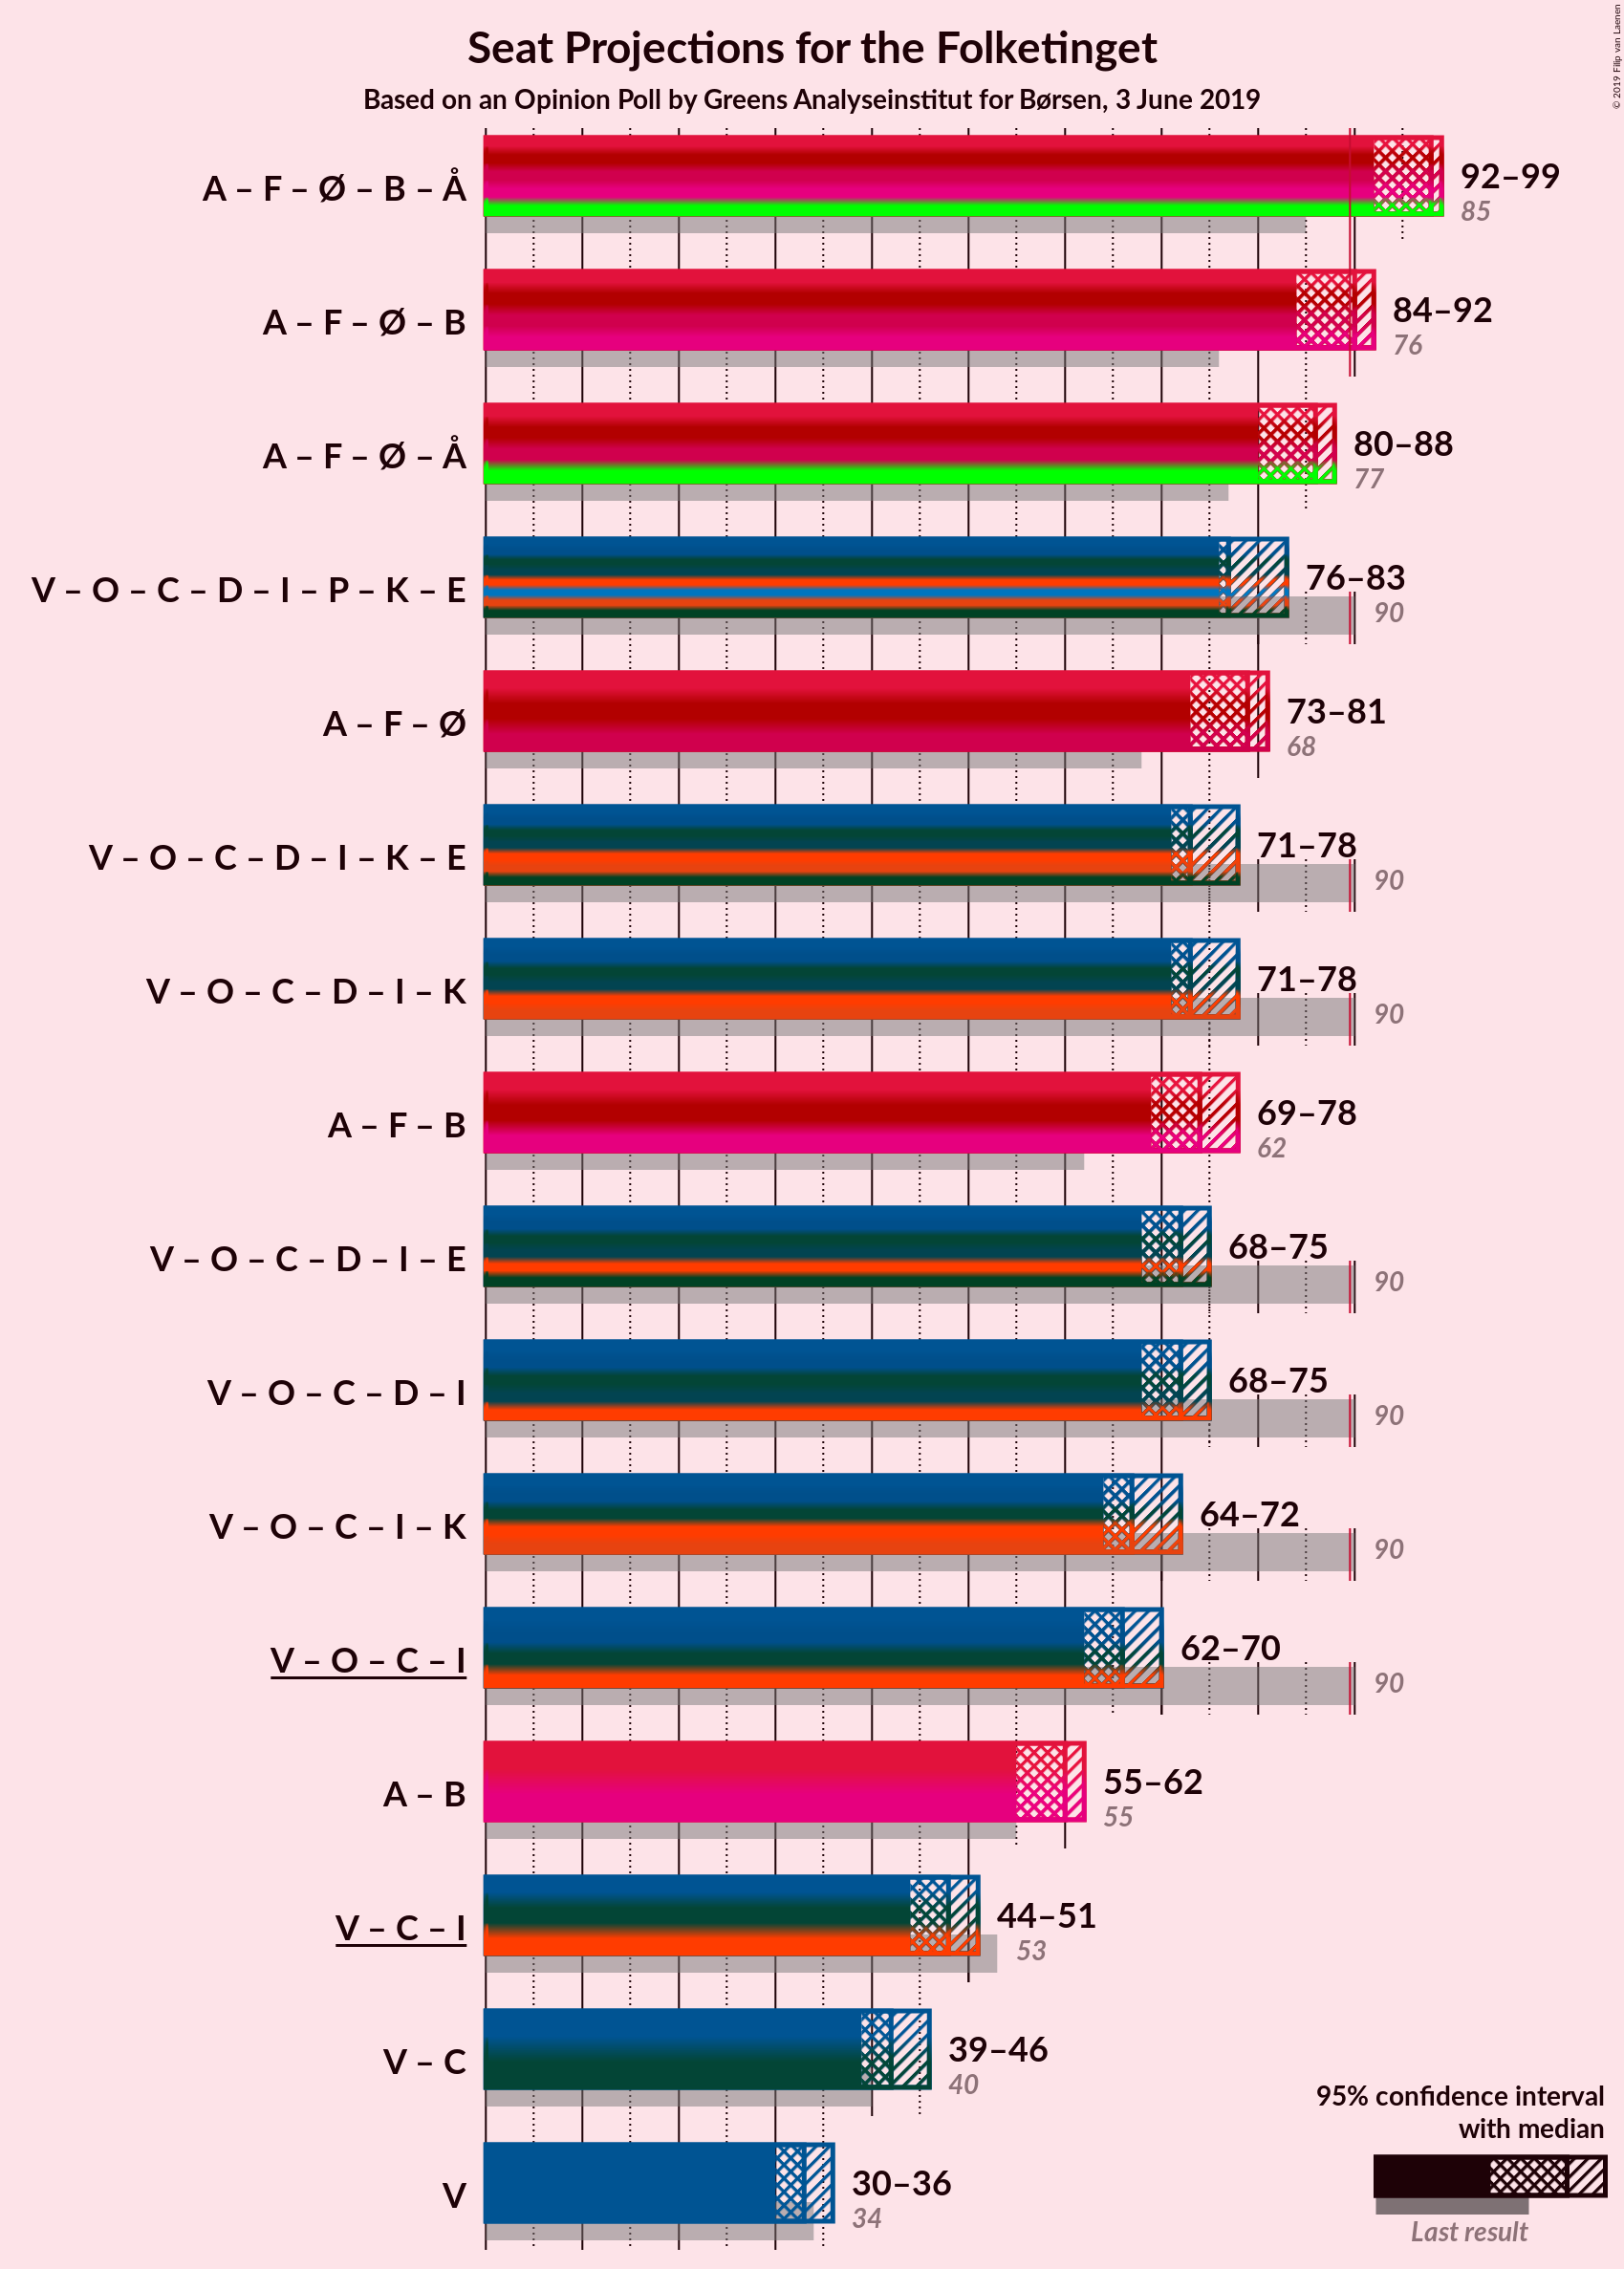 Seat Projections for the Folketinget
Based on an Opinion Poll by Greens Analyseinstitut for Børsen, 3 June 2019
© 2019 Filip van Laenen
A – F – Ø – B – Å
92–99
85
A – F – Ø – B
84–92
76
A – F – Ø – Å
80–88
77
V – O – C – D – I – P – K – E
76–83
90
A – F – Ø
73–81
68
V – O – C – D – I – K – E
71–78
90
V – O – C – D – I – K
71–78
90
A – F – B
69–78
62
V – O – C – D – I – E
68–75
90
V – O – C – D – I
68–75
90
V – O – C – I – K
64–72
90
V – O – C – I
62–70
90
A – B
55–62
55
V – C – I
44–51
53
V – C
39–46
40
V
30–36
34
95% confidence interval
with median
Last result